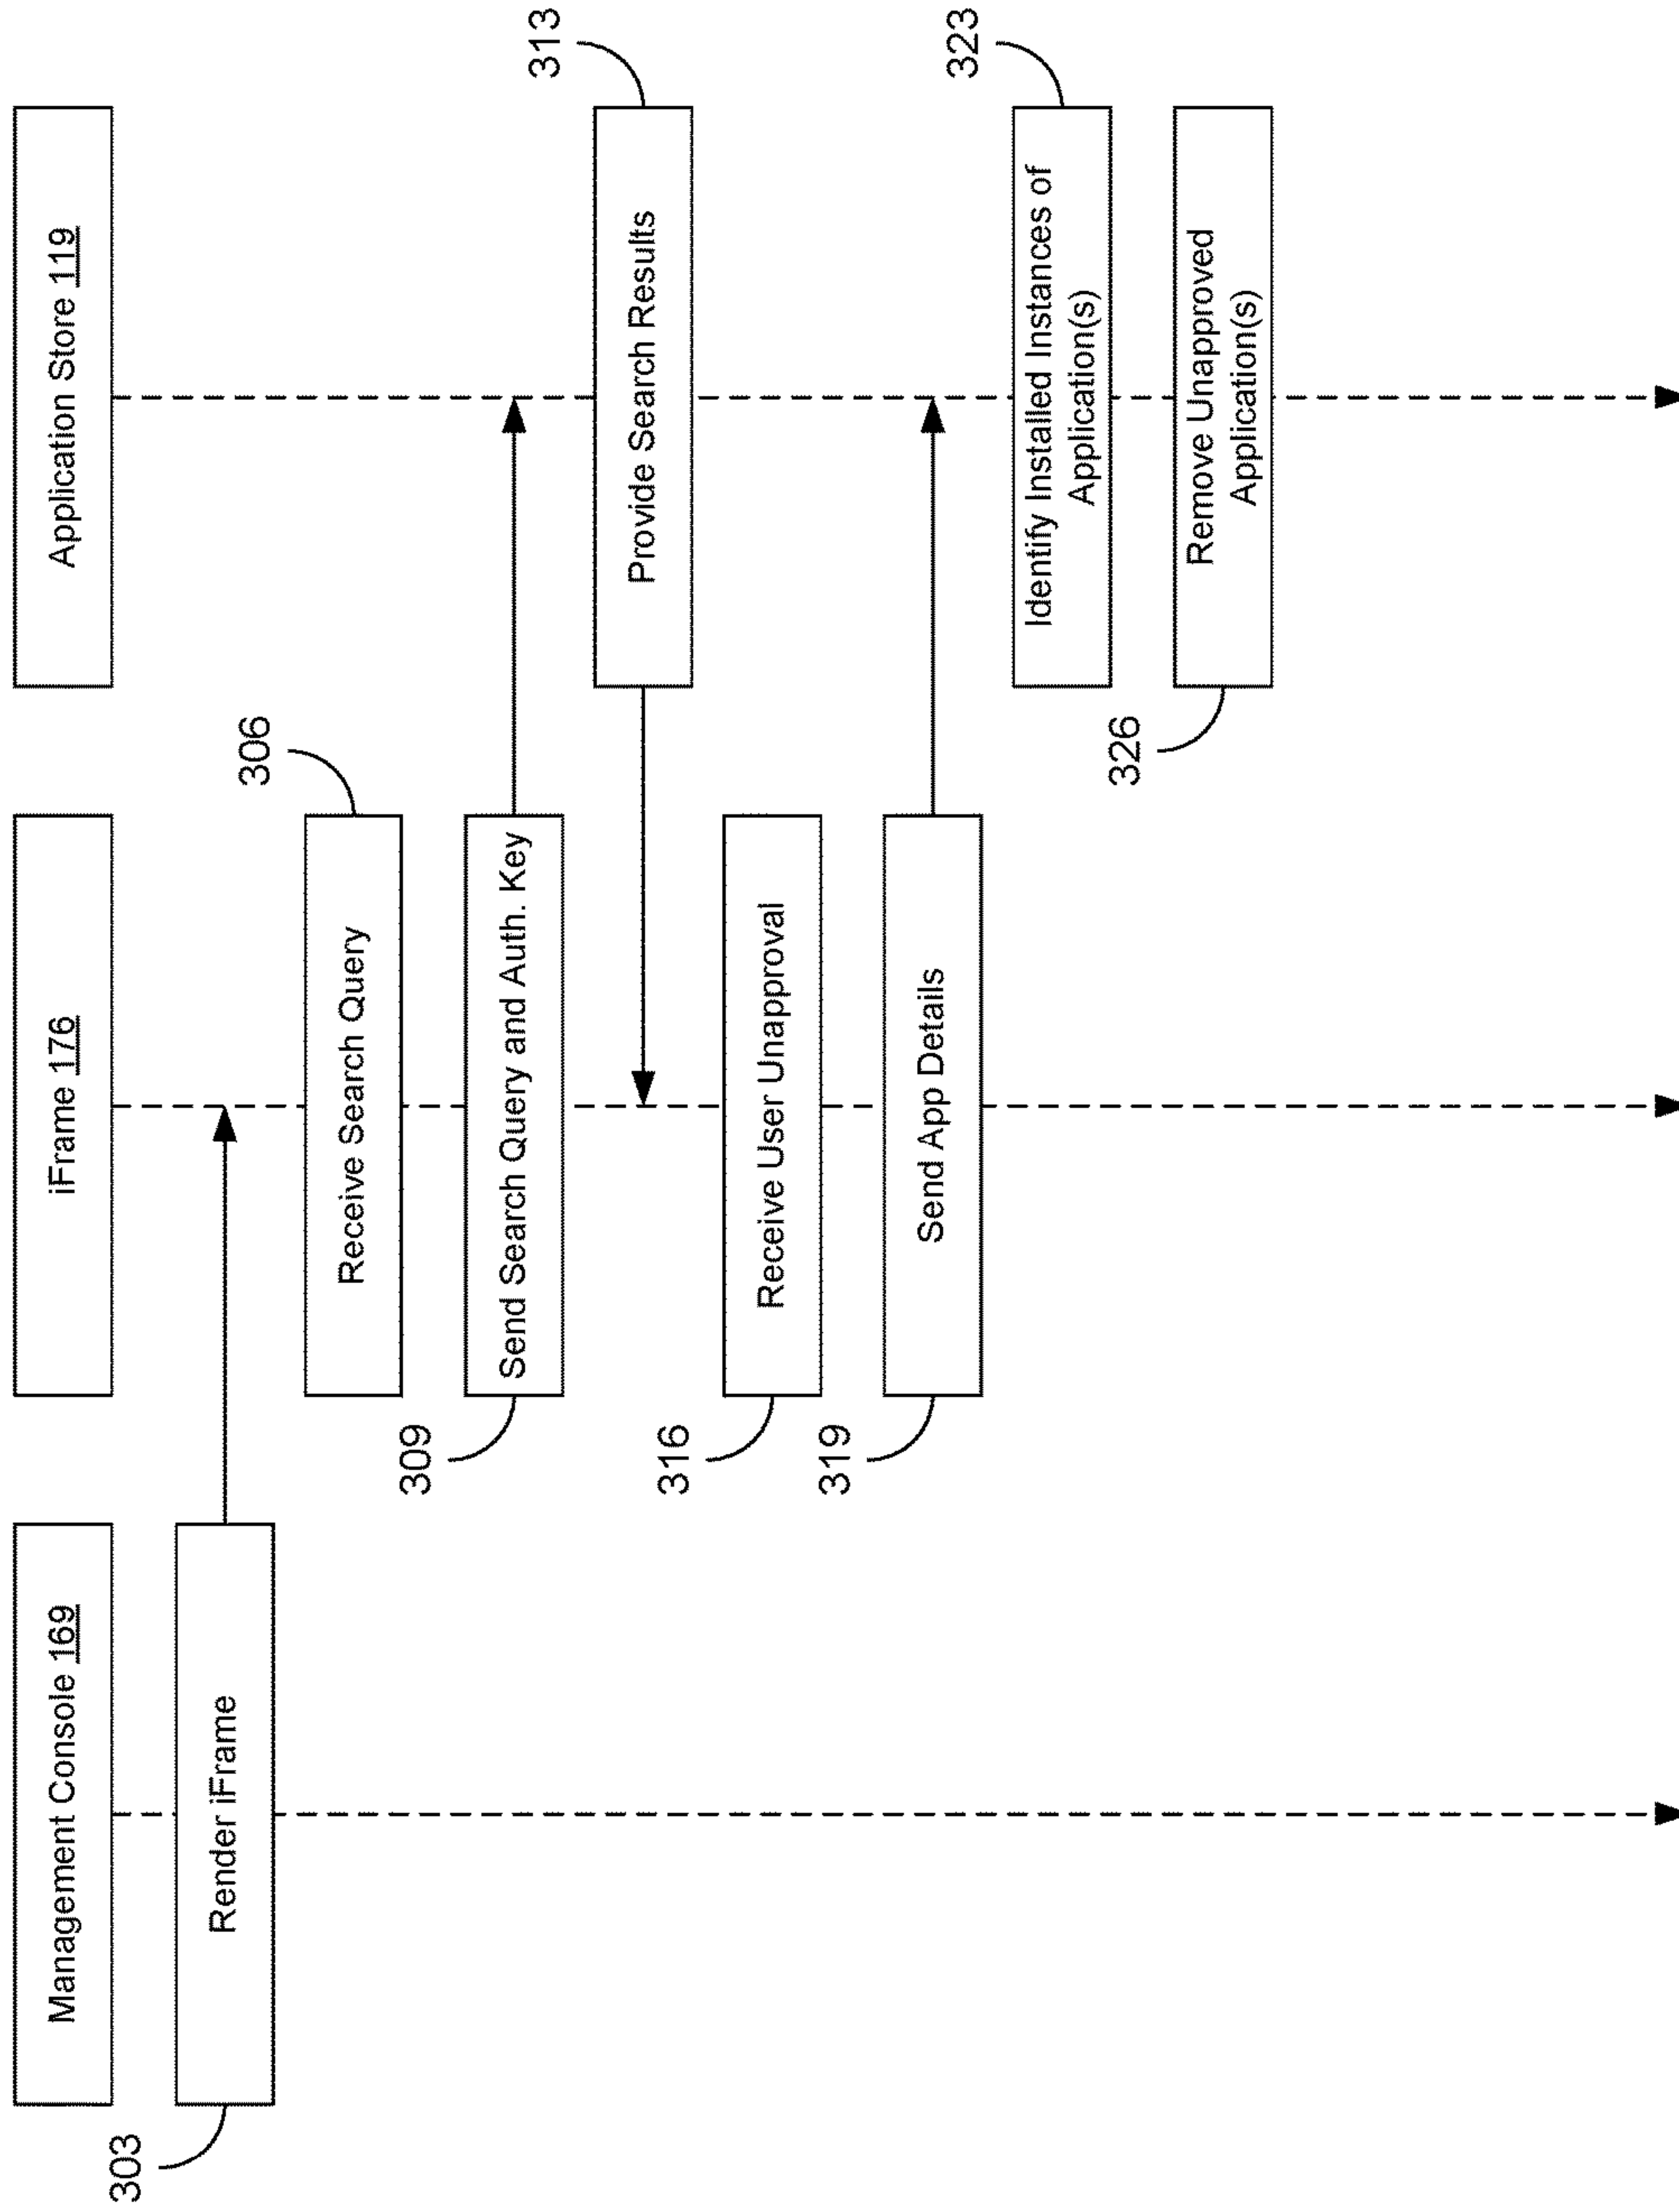 Management Console 169
iFrame 176
Application Store 119
303
Render iFrame
306
Receive Search Query
309
Send Search Query and Auth. Key
313
Provide Search Results
316
Receive User Unapproval
319
Send App Details
323
Identify Installed Instances of
Application(s)
326
Remove Unapproved
Application(s)